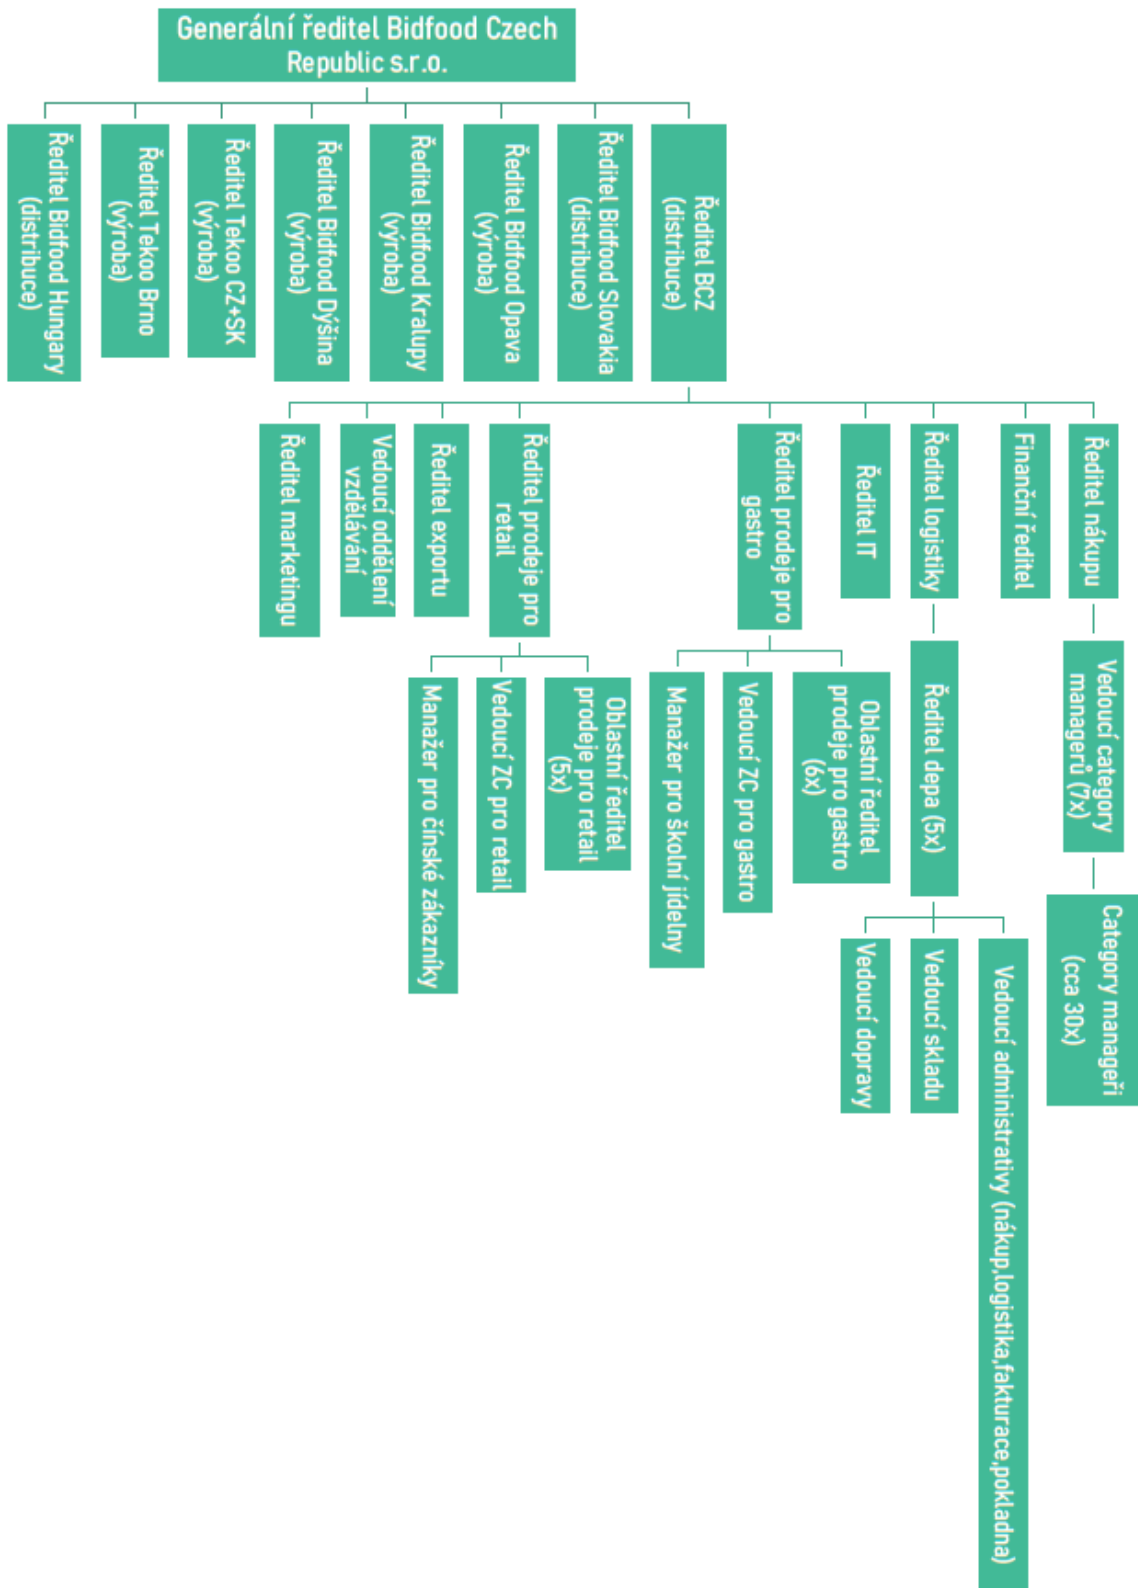 Generální ředitel Bidfood Czech
Republic s.r.o.
Ředitel Bidfood Hungary
(distribuce)
Ředitel Tekoo Brno
(výroba)
Ředitel Tekoo CZ+SK
(výroba)
Ředitel Bidfood Dýšina
(výroba)
Ředitel Bidfood Kralupy
(výroba)
Ředitel Bidfood Opava
(výroba)
Ředitel Bidfood Slovakia
(distribuce)
Ředitel BCZ
(distribuce)
Ředitel marketingu
Vedoucí oddělení
vzdělávání
Ředitel exportu
Ředitel prodeje pro
retail
Ředitel prodeje pro
gastro
Ředitel IT
Ředitel logistiky
Finanční ředitel
Ředitel nákupu
Manažer pro čínské zákazníky
Vedoucí ZC pro retail
Oblastní ředitel
prodeje pro retail
(5x)
Manažer pro školní jídelny
Vedoucí ZC pro gastro
Oblastní ředitel
prodeje pro gastro
(6x)
Ředitel depa (5x)
Vedoucí category
managerů (7x)
Vedoucí dopravy
Vedoucí skladu
Vedoucí administrativy (nákup,logistika,fakturace,pokladna)
Category manageři
(cca 30x)